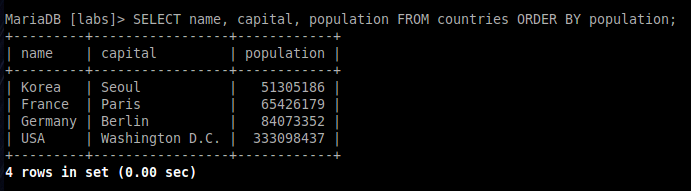 MariaDB [labs]> SELECT name, capital, population FROM countries ORDER BY population;
+---------+-----------------+------------+
| name    | capital         | population |
+---------+-----------------+------------+
| Korea   | Seoul           |   51305186 |
| France  | Paris           |   65426179 |
| Germany | Berlin          |   84073352 |
| USA     | Washington D.C. |  333098437 |
+---------+-----------------+------------+
4 rows in set (0.00 sec)